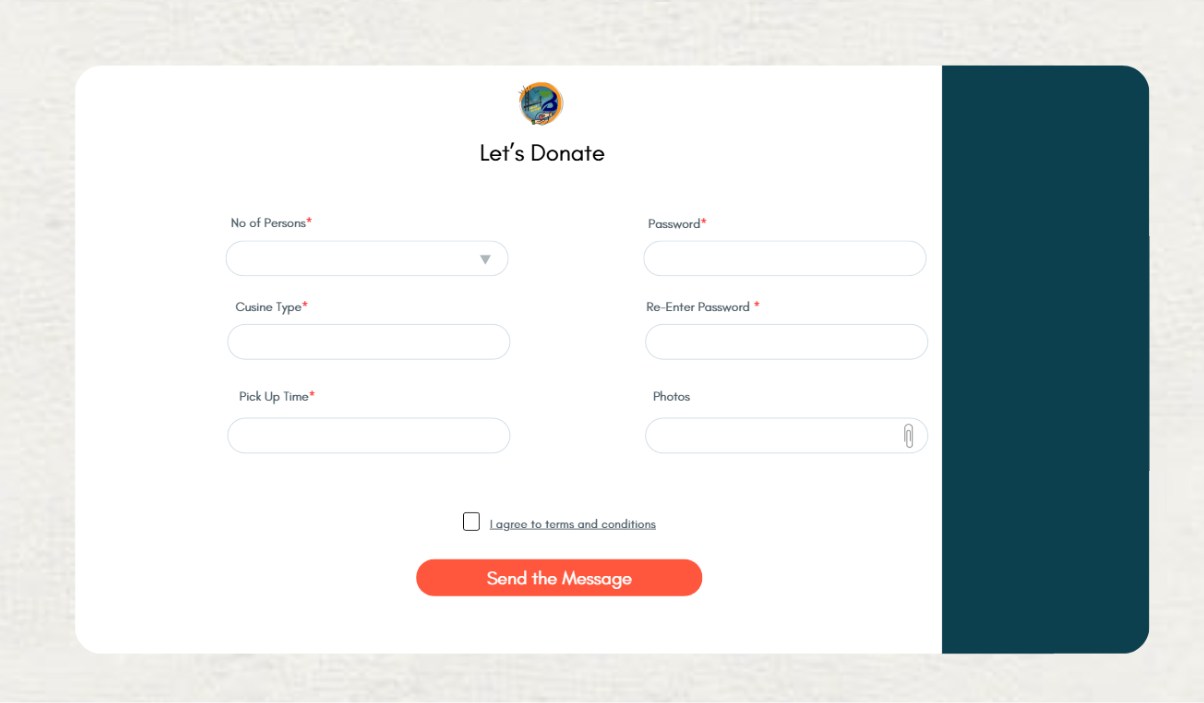 Let's Donate
No of Persons*
Password*
Cusine Type*
Re-Enter Password *
Pick Up Time*
Photos
I agree to terms and conditions
Send the Message